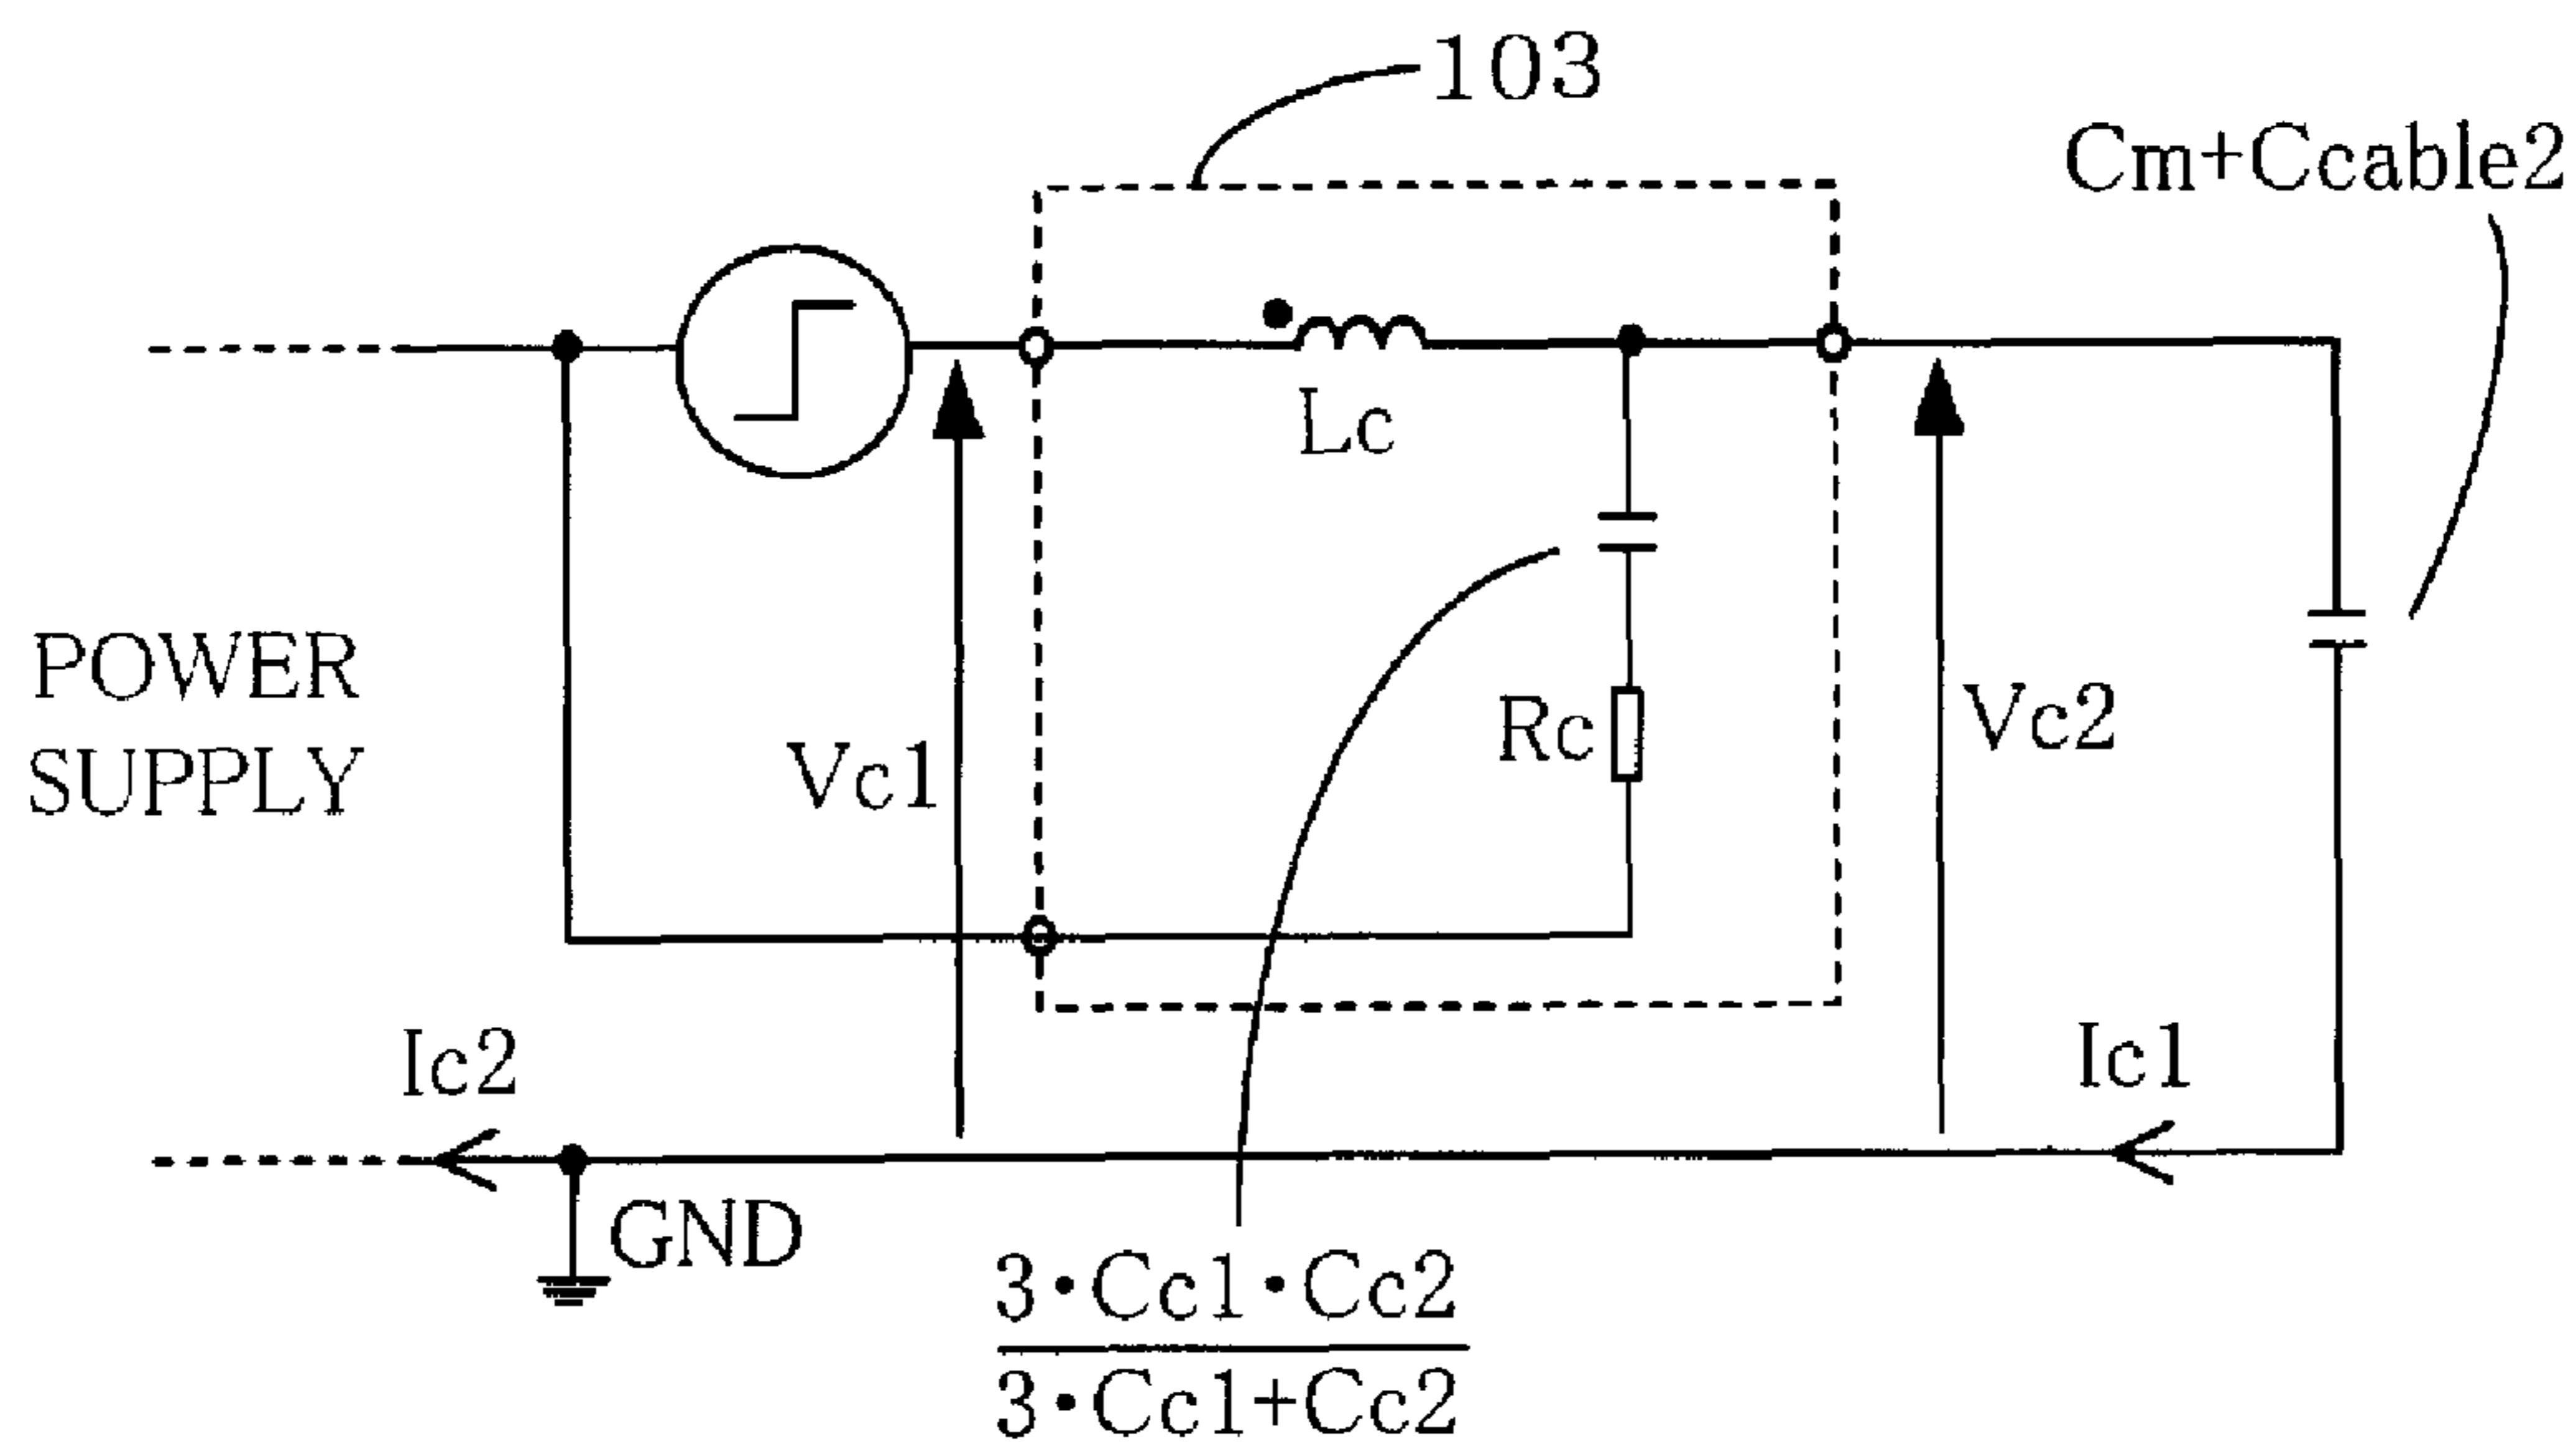 103
Cm+Ccable2
Lc
POWER
SUPPLY
Vc1
Rc
Vc2
Ic2
Ic1
GND
3·Cc1·Cc2
3·Cc1+Cc2